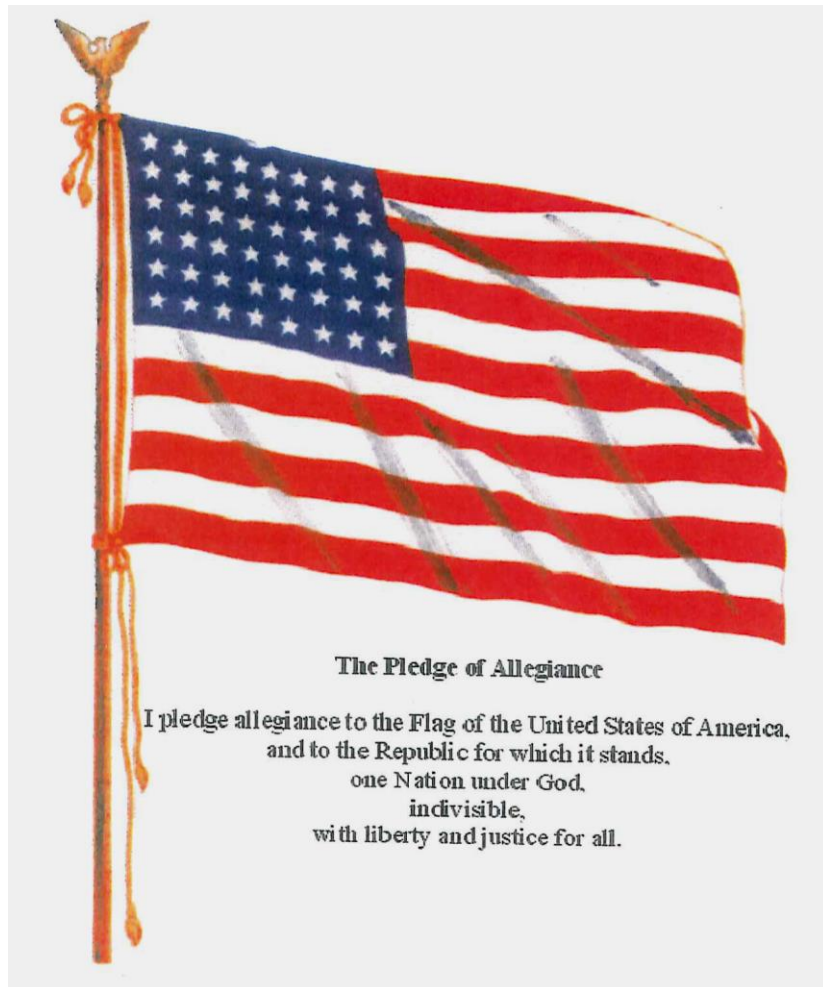 The Pledge of Allegiance
I pledge allegiance to the Flag of the United States of America,
and to the Republic for which it stands,
one Nation under God,
indivisible,
with liberty and justice for all.